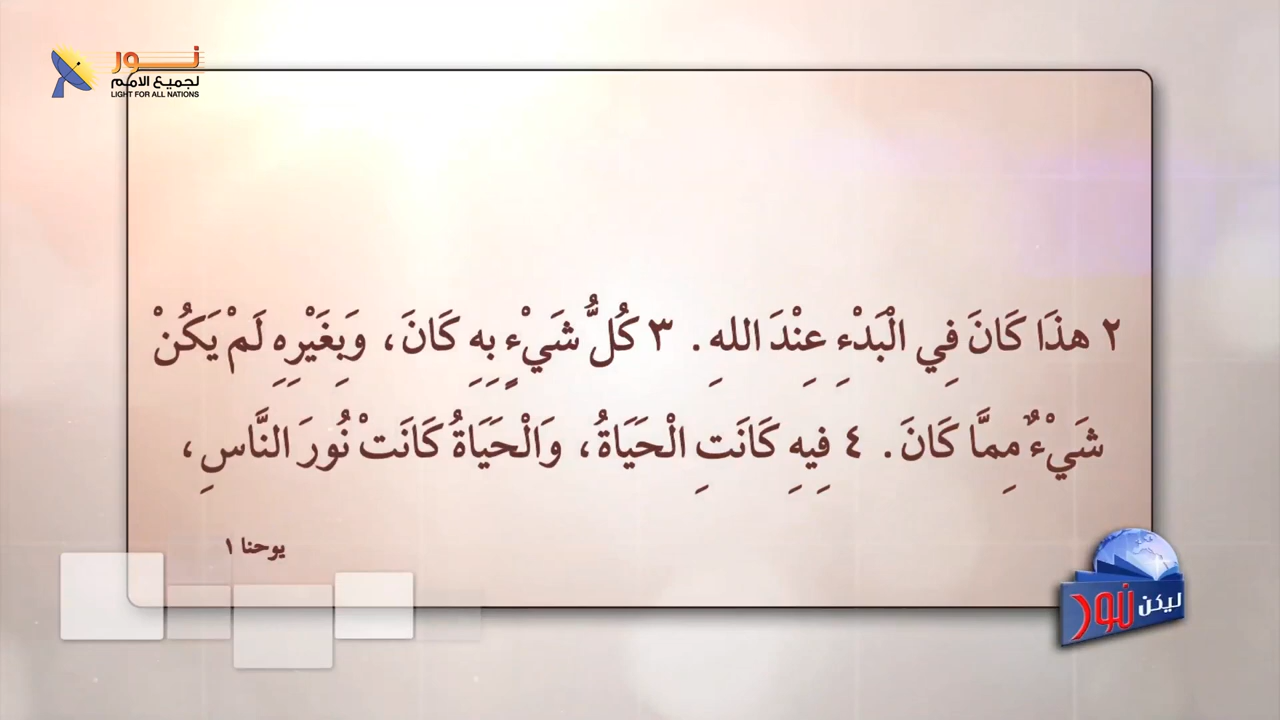 نور
لجميع الامم
LIGHT FOR ALL NATIONS
٢ هذَا كَانَ فِي الْبَدْءِ عِنْدَ اللهِ. ٣ كُلُّ شَيْءٍ بِهِ كَانَ، وَبِغَيْرِهِ لَمْ يَكُنْ
شَيْءٌ مِمَّا كَانَ. ٤ فِيهِ كَانَتِ الْحَيَاةُ، وَالْحَيَاةُ كَانَتْ نُورَ النَّاسِ،
يوحنا ١
ليكن نور